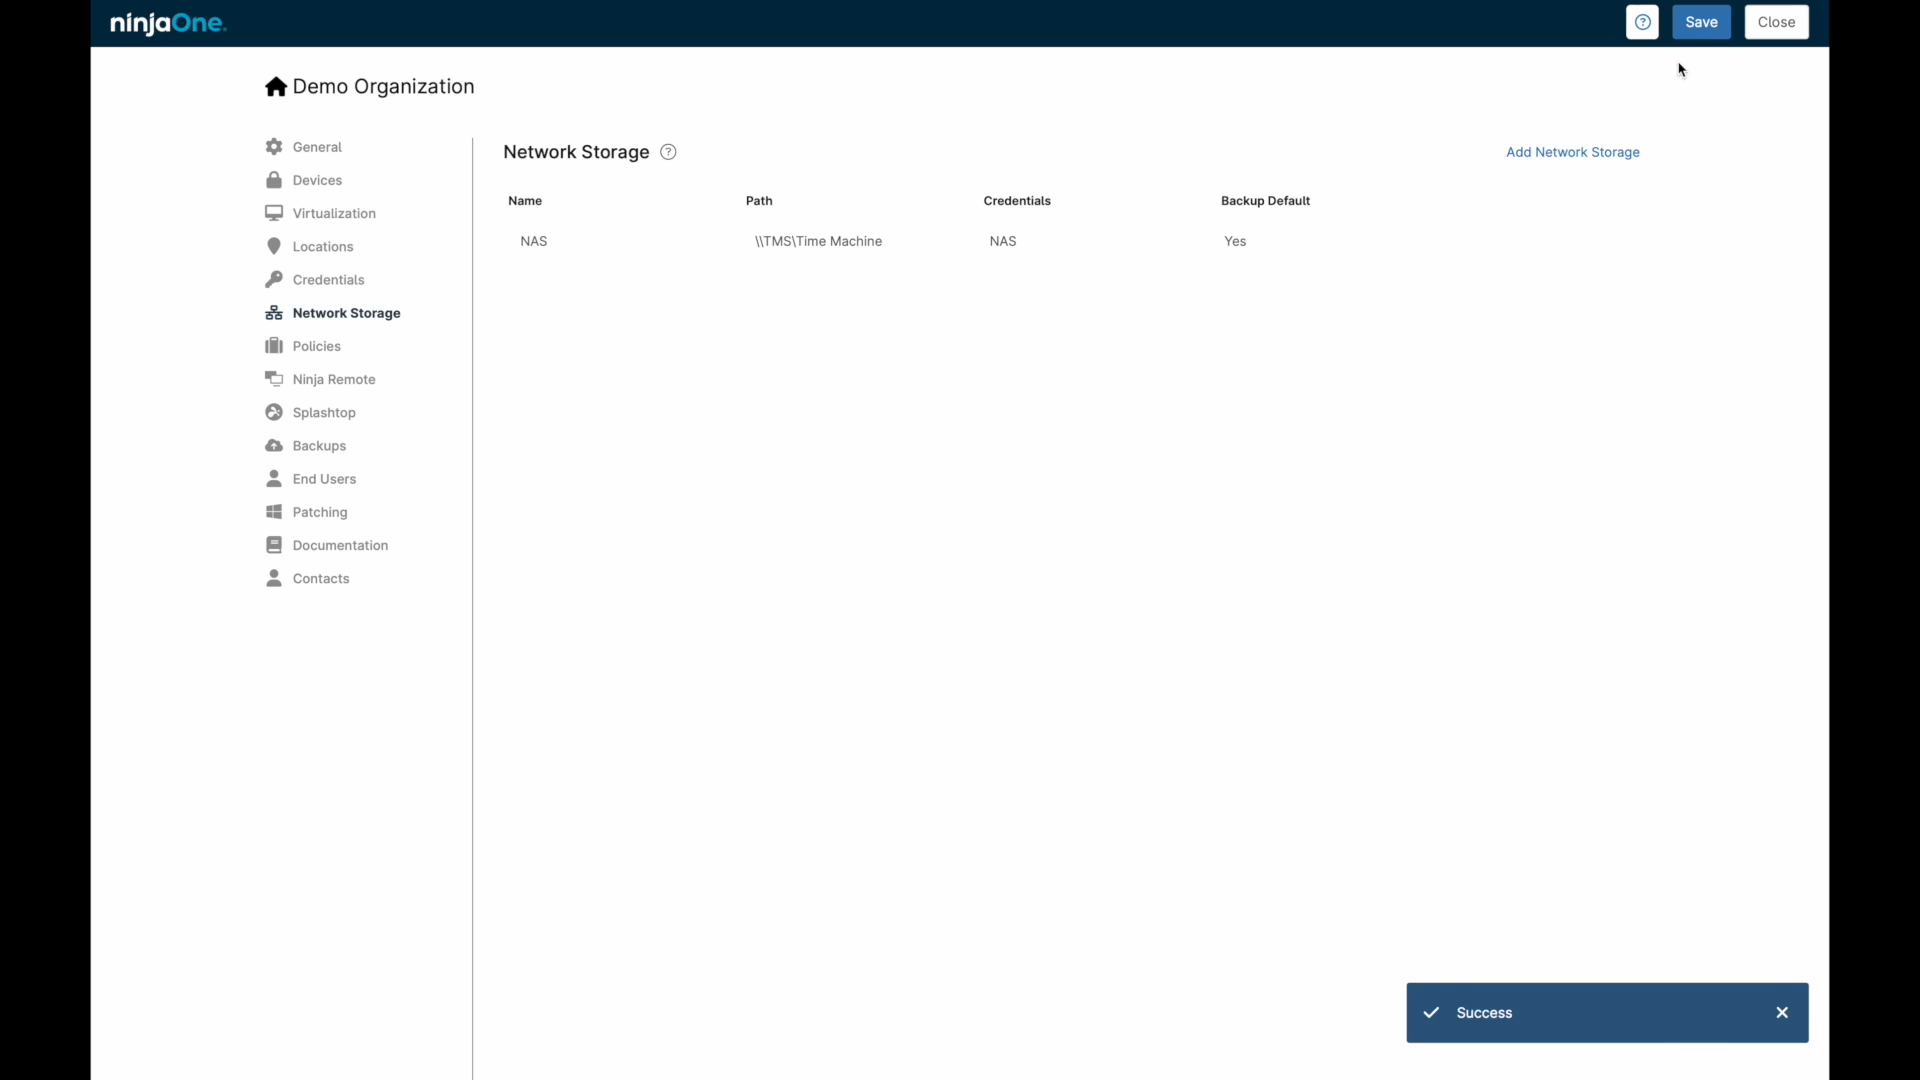 ninjaOne.
Save
Close
Demo Organization
General
Devices
Virtualization
Locations
Credentials
Network Storage
Policies
Ninja Remote
Splashtop
Backups
End Users
Patching
Documentation
Contacts
Network Storage ?
Add Network Storage
Name Path Credentials Backup Default
NAS \\TMS\Time Machine NAS Yes
Success